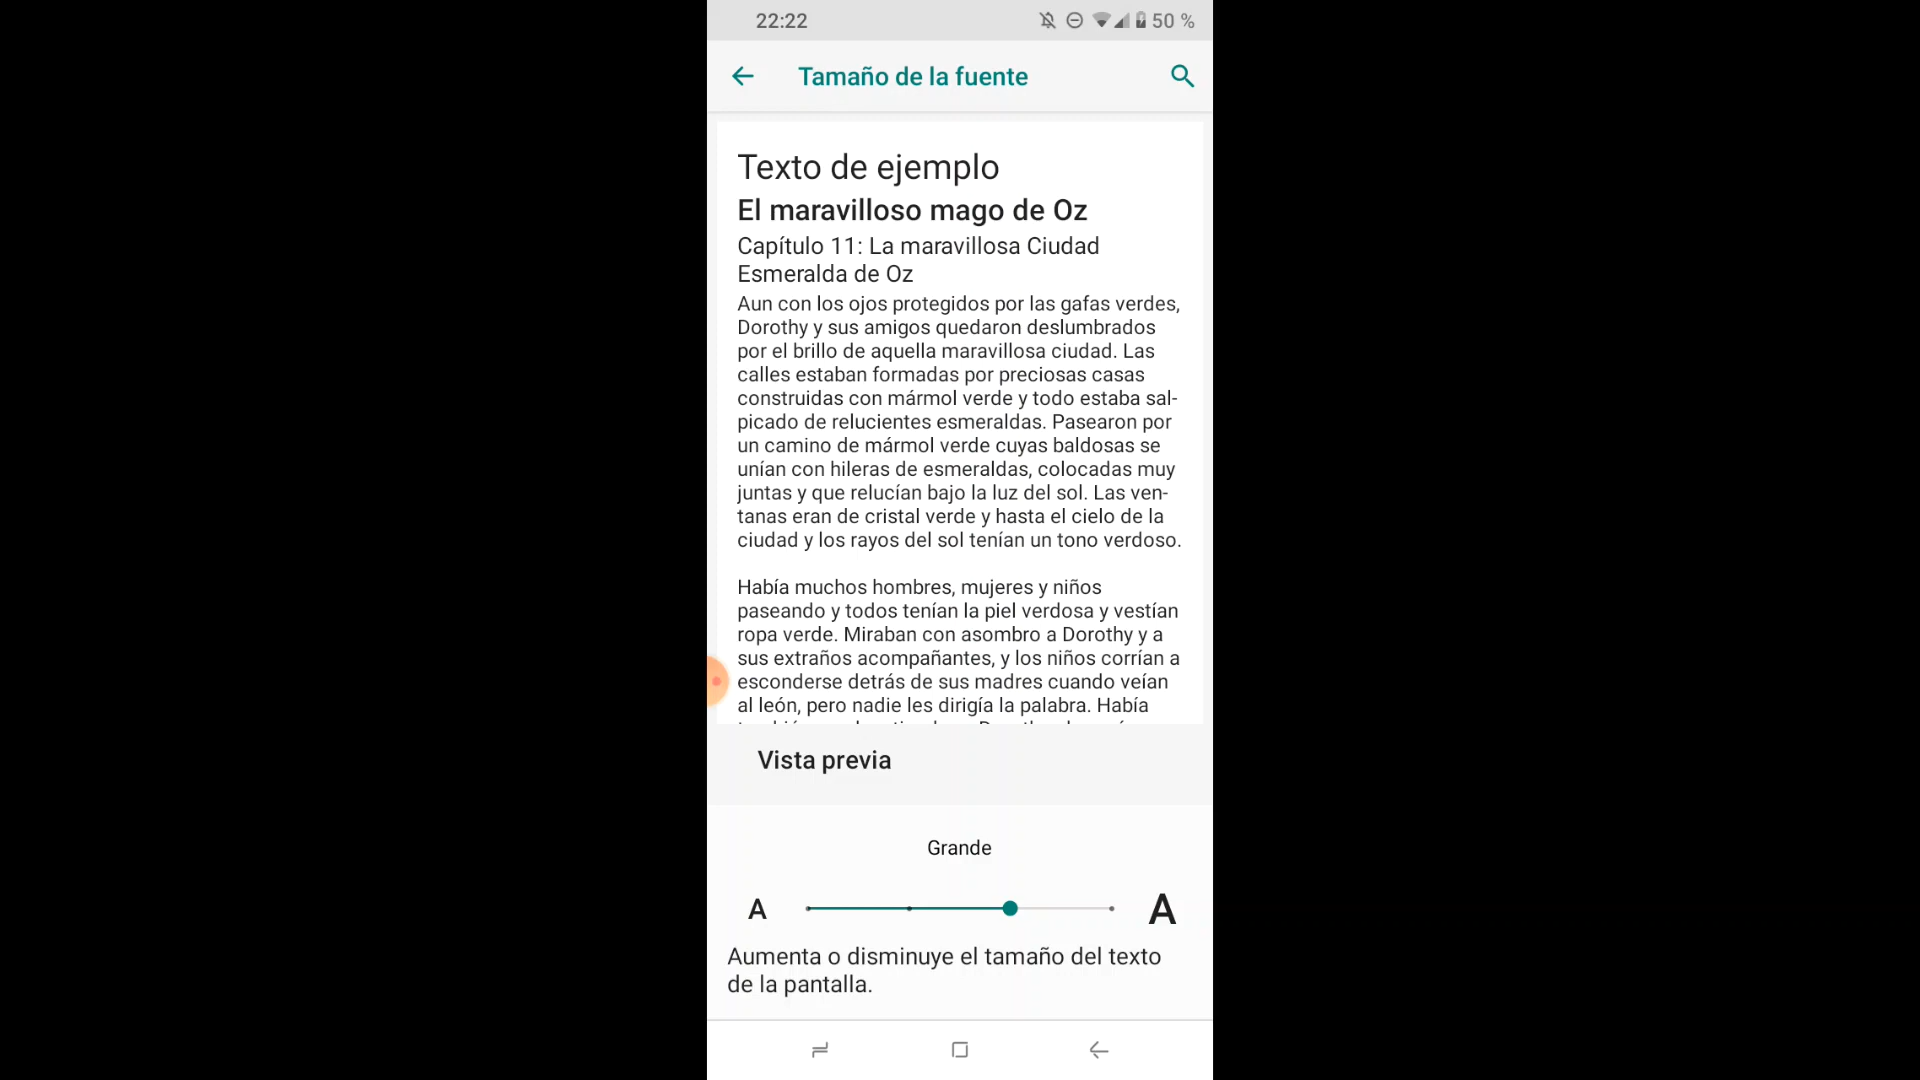 22:22
50 %
Tamaño de la fuente
Texto de ejemplo
El maravilloso mago de Oz
Capítulo 11: La maravillosa Ciudad
Esmeralda de Oz
Aun con los ojos protegidos por las gafas verdes,
Dorothy y sus amigos quedaron deslumbrados
por el brillo de aquella maravillosa ciudad. Las
calles estaban formadas por preciosas casas
construidas con mármol verde y todo estaba sal-
picado de relucientes esmeraldas. Pasearon por
un camino de mármol verde cuyas baldosas se
unían con hileras de esmeraldas, colocadas muy
juntas y que relucían bajo la luz del sol. Las ven-
tanas eran de cristal verde y hasta el cielo de la
ciudad y los rayos del sol tenían un tono verdoso.
Había muchos hombres, mujeres y niños
paseando y todos tenían la piel verdosa y vestían
ropa verde. Miraban con asombro a Dorothy y a
sus extraños acompañantes, y los niños corrían a
esconderse detrás de sus madres cuando veían
al león, pero nadie les dirigía la palabra. Había
Vista previa
Grande
A A
Aumenta o disminuye el tamaño del texto
de la pantalla.